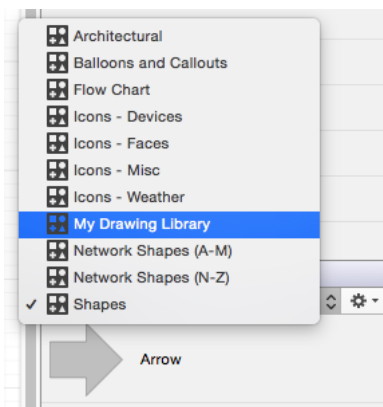 Architectural
Balloons and Callouts
Flow Chart
Icons - Devices
Icons - Faces
Icons - Misc
Icons - Weather
My Drawing Library
Network Shapes (A-M)
Network Shapes (N-Z)
✓ Shapes
Arrow